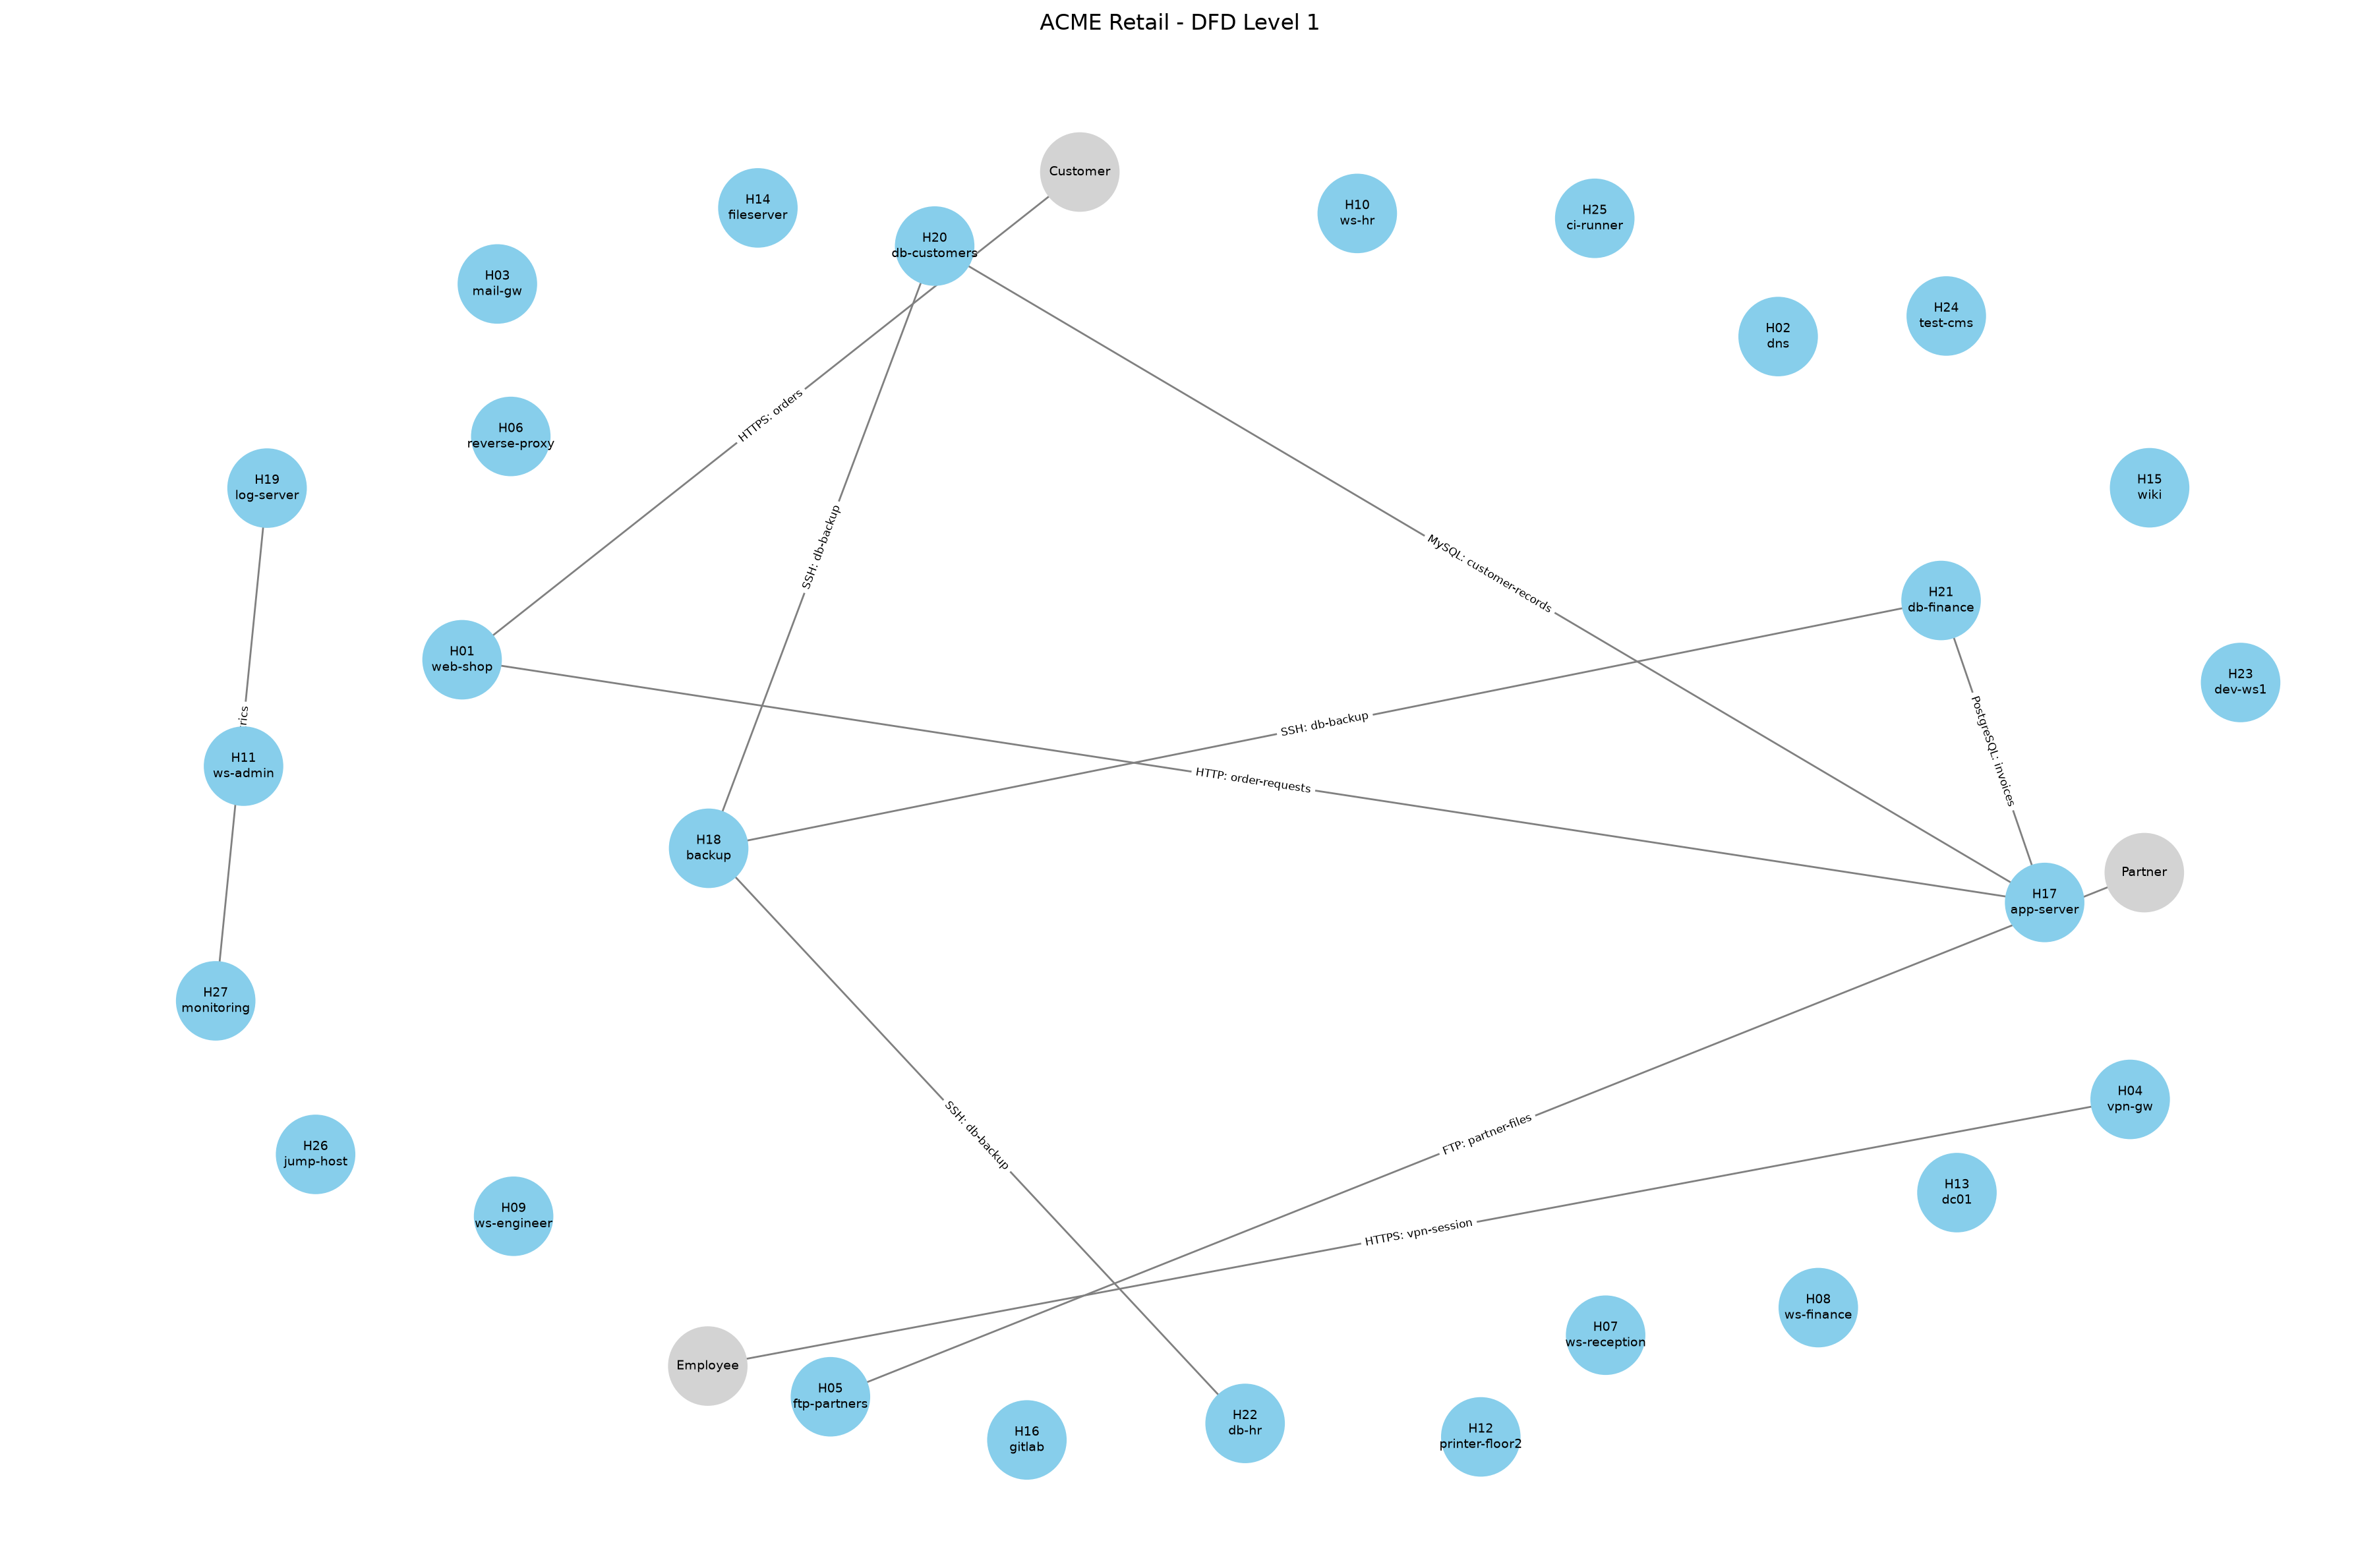 ACME Retail - DFD Level 1
Customer
H14
fileserver
H10
ws-hr
H25
ci-runner
H20
db-customers
H03
mail-gw
H24
test-cms
H02
dns
HTTPS: orders
H06
reverse-proxy
H19
log-server
H15
wiki
SSH: db-backup
MySQL: customer-records
H21
db-finance
H01
web-shop
H23
dev-ws1
SSH: db-backup
PostgreSQL: invoices
H11
ws-admin
HTTP: order-requests
H18
backup
Partner
H17
app-server
H27
monitoring
H04
vpn-gw
SSH: db-backup
FTP: partner-files
H26
jump-host
H13
dc01
H09
ws-engineer
HTTPS: vpn-session
H08
ws-finance
H07
ws-reception
Employee
H05
ftp-partners
H22
db-hr
H12
printer-floor2
H16
gitlab